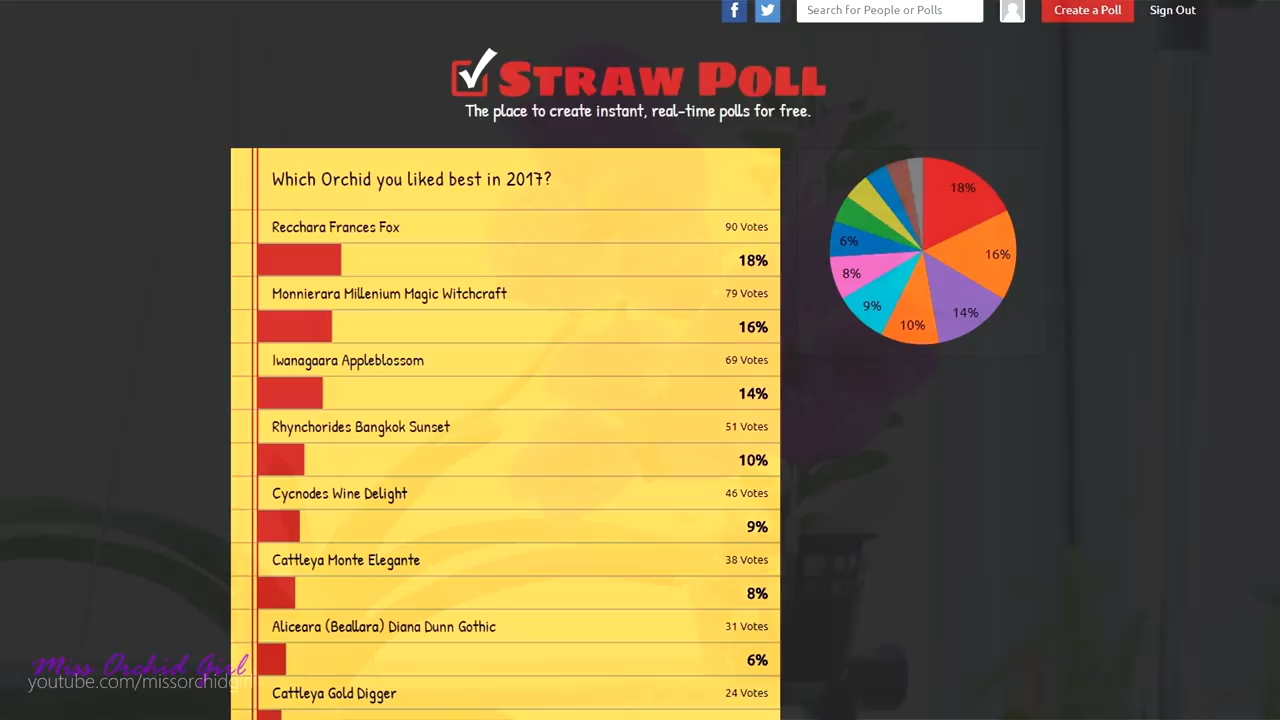 Search for People or Polls
Create a Poll
Sign Out
STRAW POLL
The place to create instant, real-time polls for free.
Which Orchid you liked best in 2017?
Recchara Frances Fox 90 Votes
18%
Monnierara Millenium Magic Witchcraft 79 Votes
16%
Iwanagaara Appleblossom 69 Votes
14%
Rhynchorides Bangkok Sunset 51 Votes
10%
Cycnodes Wine Delight 46 Votes
9%
Cattleya Monte Elegante 38 Votes
8%
Aliceara (Beallara) Diana Dunn Gothic 31 Votes
6%
Cattleya Gold Digger 24 Votes
18%
16%
14%
10%
9%
8%
6%
Miss Orchid Girl
youtube.com/missorchidgirl